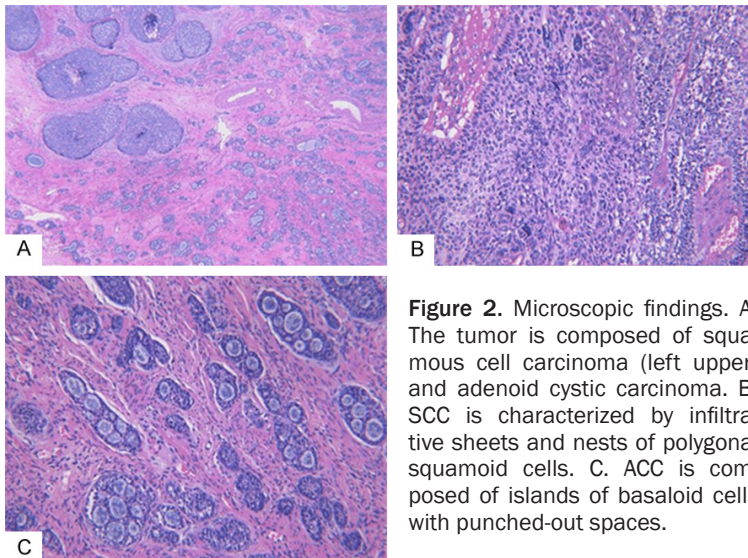 A
B
C
Figure 2. Microscopic findings. A
The tumor is composed of squa-
mous cell carcinoma (left upper
and adenoid cystic carcinoma. B
SCC is characterized by infiltra-
tive sheets and nests of polygona
squamoid cells. C. ACC is com-
posed of islands of basaloid cell
with punched-out spaces.